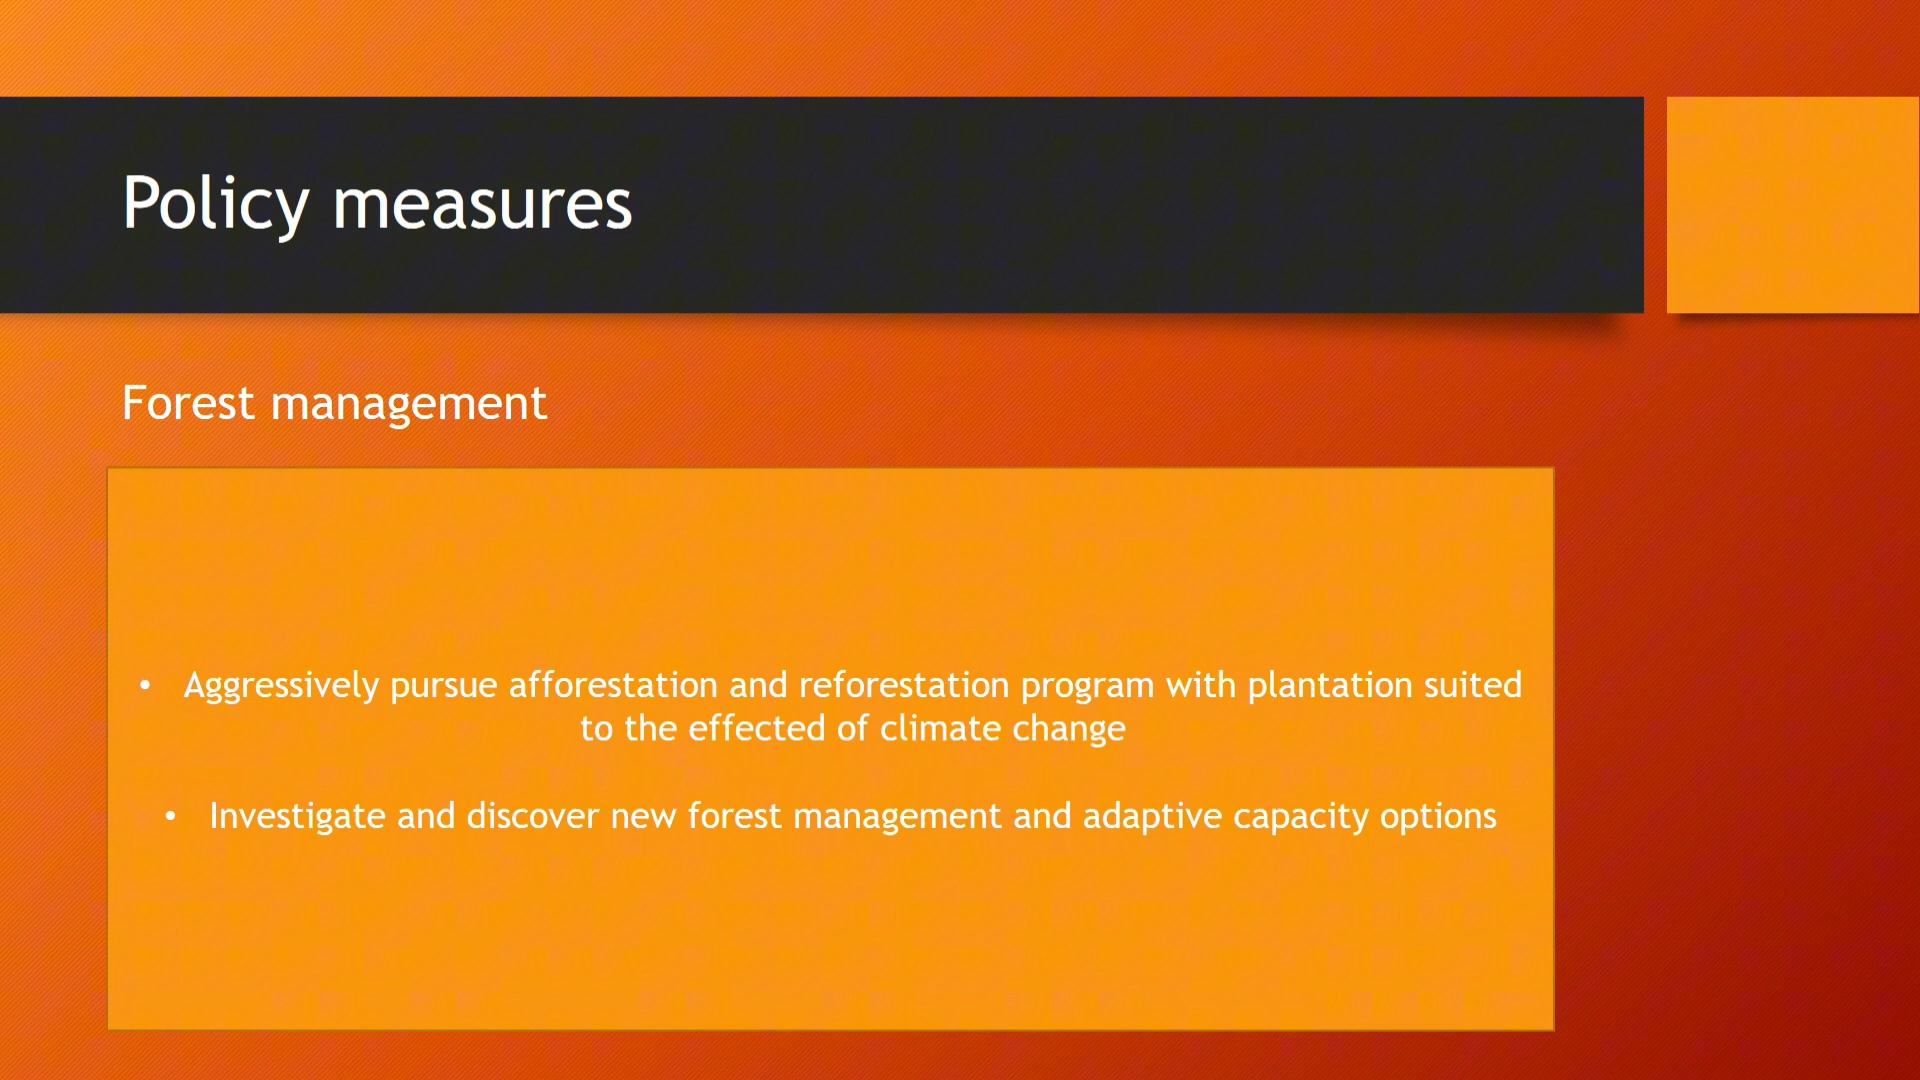 Policy measures
Forest management
• Aggressively pursue afforestation and reforestation program with plantation suited
to the effected of climate change
• Investigate and discover new forest management and adaptive capacity options